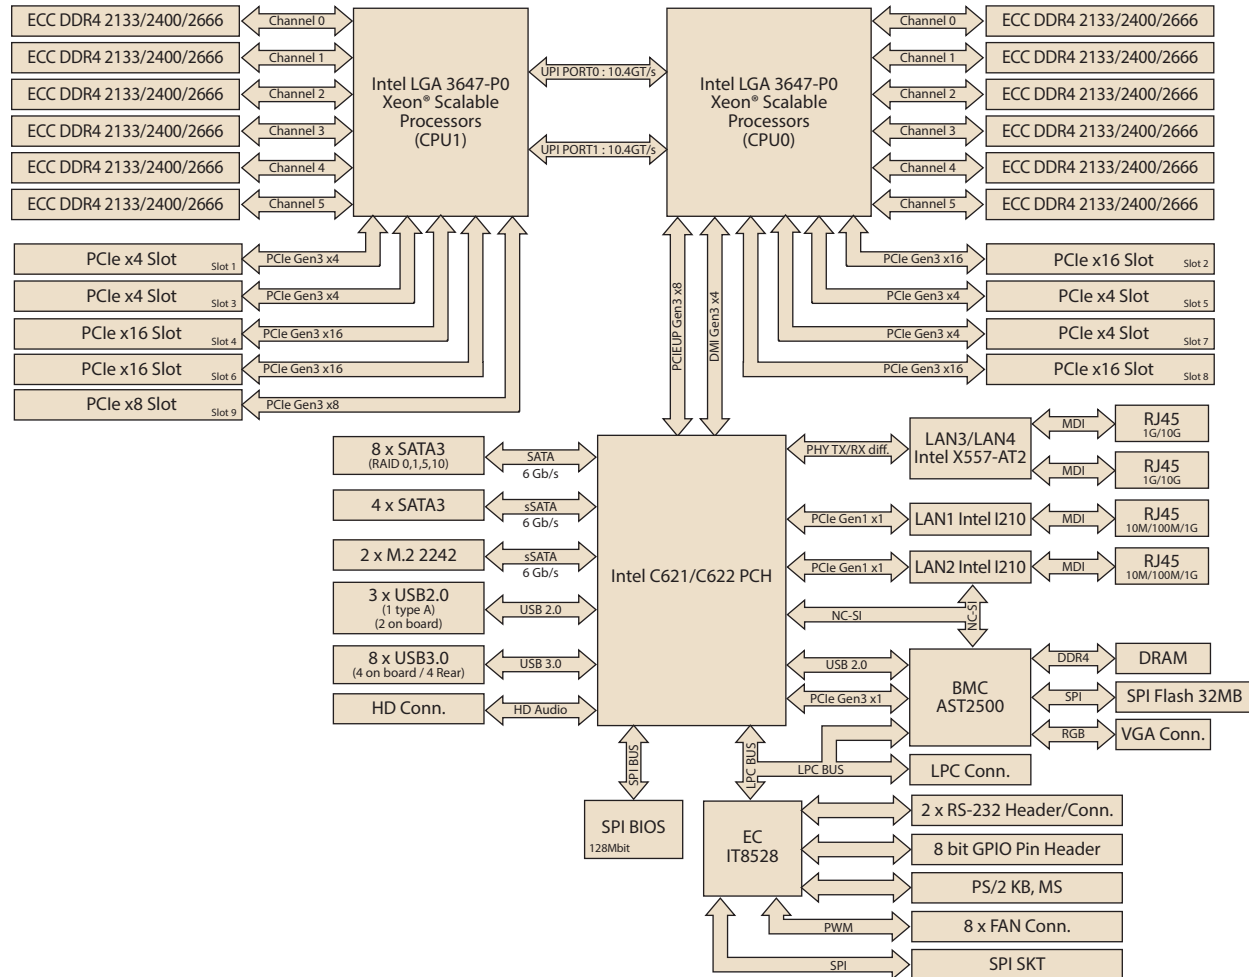 ECC DDR4 2133/2400/2666
Channel 0
ECC DDR4 2133/2400/2666
Channel 1
ECC DDR4 2133/2400/2666
Channel 2
ECC DDR4 2133/2400/2666
Channel 3
ECC DDR4 2133/2400/2666
Channel 4
ECC DDR4 2133/2400/2666
Channel 5
Intel LGA 3647-P0
Xeon® Scalable
Processors
(CPU1)
UPI PORT0 : 10.4GT/s
UPI PORT1 : 10.4GT/s
Intel LGA 3647-P0
Xeon® Scalable
Processors
(CPU0)
Channel 0
ECC DDR4 2133/2400/2666
Channel 1
ECC DDR4 2133/2400/2666
Channel 2
ECC DDR4 2133/2400/2666
Channel 3
ECC DDR4 2133/2400/2666
Channel 4
ECC DDR4 2133/2400/2666
Channel 5
ECC DDR4 2133/2400/2666
PCIe x4 Slot Slot 1
PCIe Gen3 x4
PCIe x4 Slot Slot 3
PCIe Gen3 x4
PCIe x16 Slot Slot 4
PCIe Gen3 x16
PCIe x16 Slot Slot 6
PCIe Gen3 x16
PCIe x8 Slot Slot 9
PCIe Gen3 x8
PCIEUP Gen3 x8
DMI Gen3 x4
PCIe Gen3 x16
PCIe x16 Slot Slot 2
PCIe Gen3 x4
PCIe x4 Slot Slot 5
PCIe Gen3 x4
PCIe x4 Slot Slot 7
PCIe Gen3 x16
PCIe x16 Slot Slot 8
8 x SATA3
(RAID 0,1,5,10)
SATA
6 Gb/s
4 x SATA3
sSATA
6 Gb/s
2 x M.2 2242
sSATA
6 Gb/s
3 x USB2.0
(1 type A)
(2 on board)
USB 2.0
8 x USB3.0
(4 on board / 4 Rear)
USB 3.0
HD Conn.
HD Audio
Intel C621/C622 PCH
PHY TX/RX diff.
LAN3/LAN4
Intel X557-AT2
MDI
RJ45
1G/10G
MDI
RJ45
1G/10G
PCIe Gen1 x1
LAN1 Intel I210
MDI
RJ45
10M/100M/1G
PCIe Gen1 x1
LAN2 Intel I210
MDI
RJ45
10M/100M/1G
NC-SI
NC-SI
USB 2.0
PCIe Gen3 x1
BMC
AST2500
DDR4
DRAM
SPI
SPI Flash 32MB
RGB
VGA Conn.
SPI BUS
LPC BUS
LPC BUS
LPC Conn.
SPI BIOS
128Mbit
EC
IT8528
2 x RS-232 Header/Conn.
8 bit GPIO Pin Header
PS/2 KB, MS
PWM
8 x FAN Conn.
SPI
SPI SKT